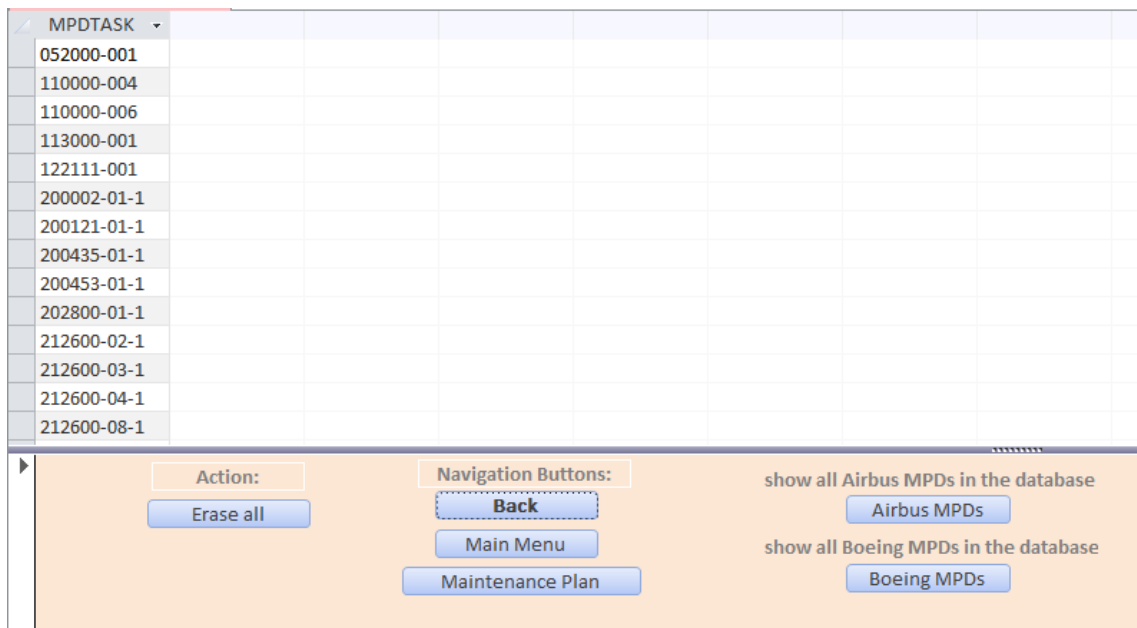 MPDTASK
052000-001
110000-004
110000-006
113000-001
122111-001
200002-01-1
200121-01-1
200435-01-1
200453-01-1
202800-01-1
212600-02-1
212600-03-1
212600-04-1
212600-08-1
Action:
Erase all
Navigation Buttons:
Back
Main Menu
Maintenance Plan
show all Airbus MPDs in the database
Airbus MPDs
show all Boeing MPDs in the database
Boeing MPDs